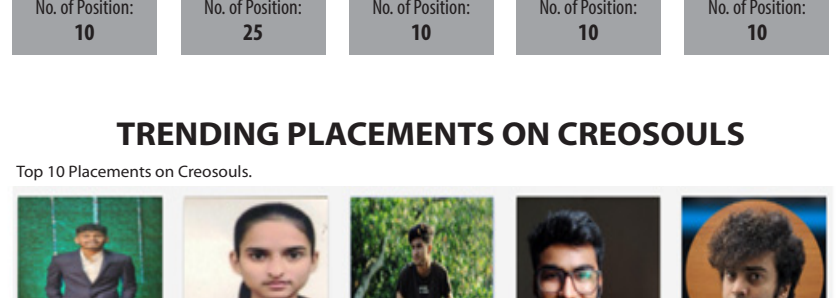 No. of Position: No. of Position: No. of Position: No. of Position: No. of Position:
10 25 10 10 10
TRENDING PLACEMENTS ON CREOSOULS
Top 10 Placements on Creosouls.